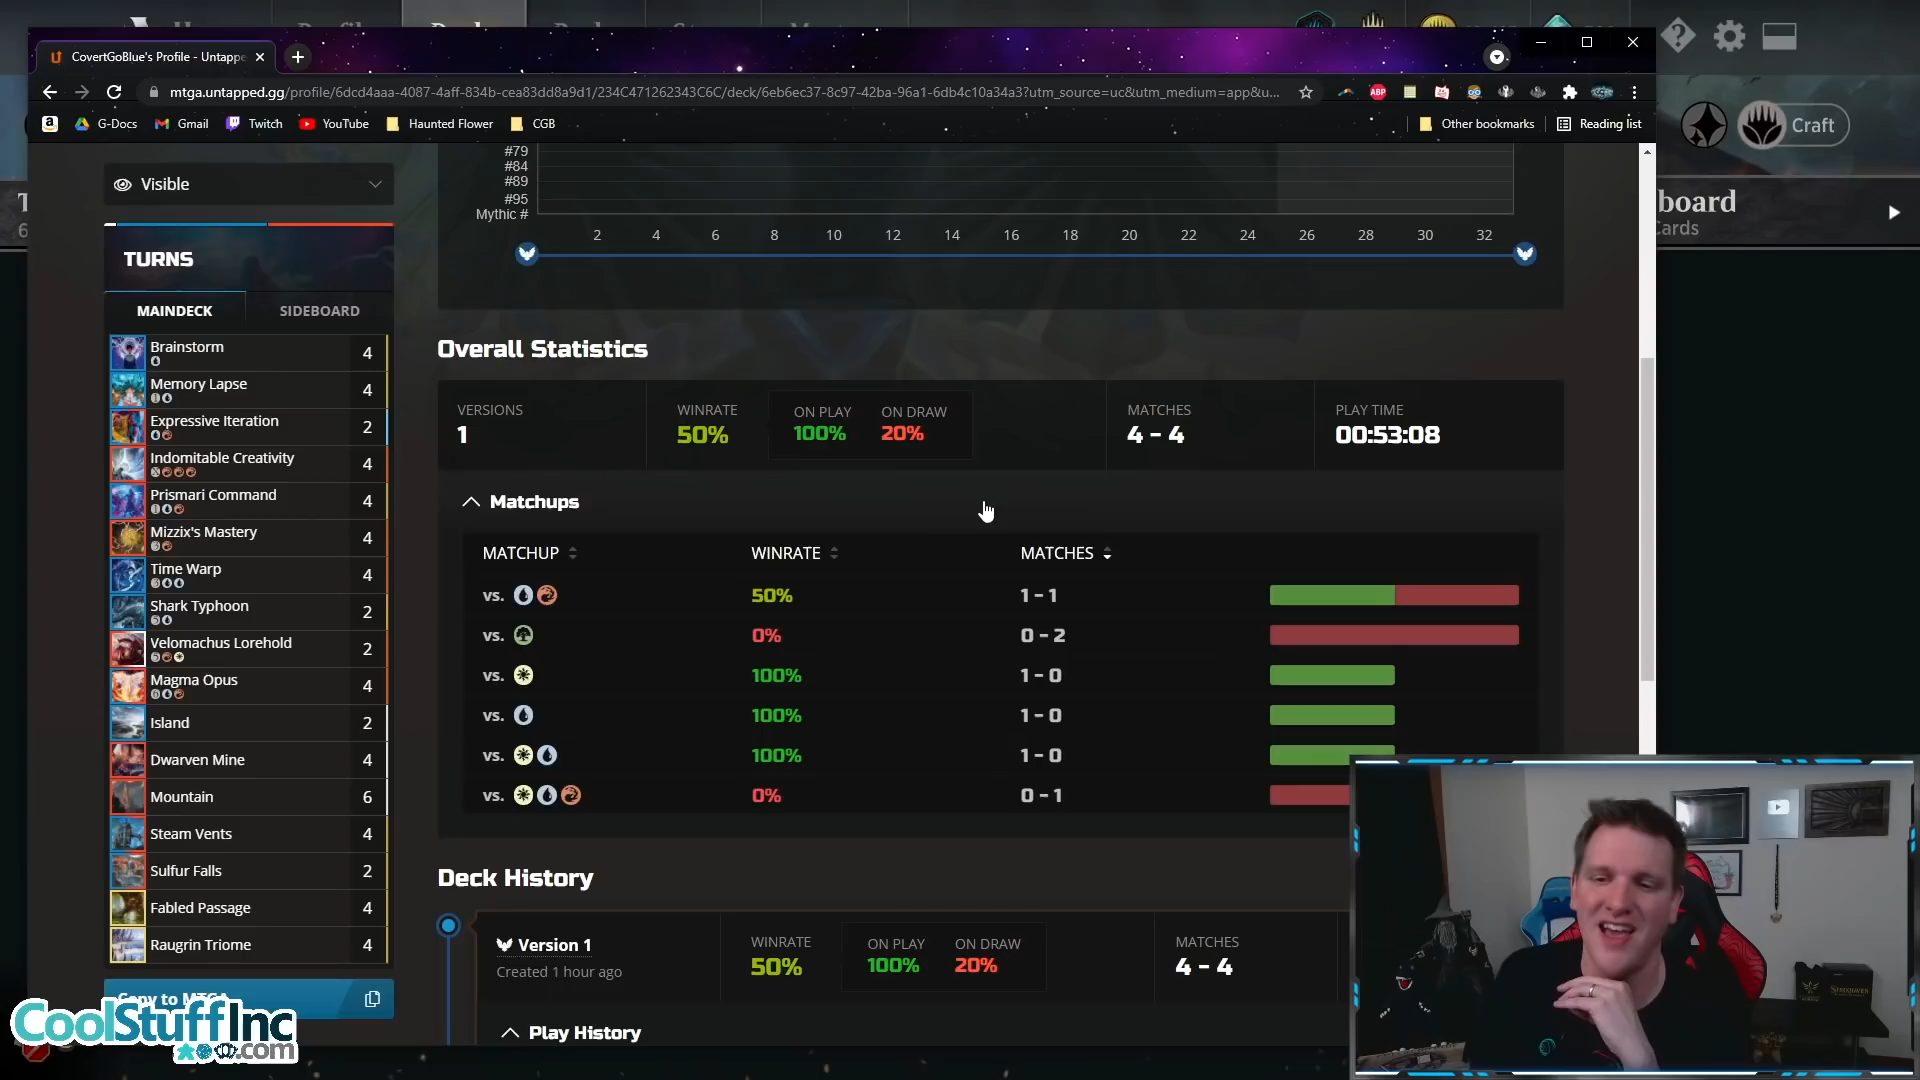 CovertGoBlue's Profile - Untappe
mtga.untapped.gg/profile/6dcd4aaa-4087-4aff-834b-cea83dd8a9d1/234C471262343C6C/deck/6eb6ec37-8c97-42ba-96a1-6db4c10a34a3?utm_source=uc&utm_medium=app&u...
G-Docs
Gmail
Twitch
YouTube
Haunted Flower
CGB
Other bookmarks
Reading list
Craft
board
Cards
Visible
TURNS
MAINDECK
SIDEBOARD
Brainstorm 4
Memory Lapse 4
Expressive Iteration 2
Indomitable Creativity 4
Prismari Command 4
Mizzix's Mastery 4
Time Warp 4
Shark Typhoon 2
Velomachus Lorehold 2
Magma Opus 4
Island 2
Dwarven Mine 4
Mountain 6
Steam Vents 4
Sulfur Falls 2
Fabled Passage 4
Raugrin Triome 4
Copy to MTGA
CoolStuffInc
.com
#79
#84
#89
#95
Mythic #
2 4 6 8 10 12 14 16 18 20 22 24 26 28 30 32
Overall Statistics
VERSIONS
1
WINRATE
50%
ON PLAY
100%
ON DRAW
20%
MATCHES
4 - 4
PLAY TIME
00:53:08
Matchups
MATCHUP WINRATE MATCHES
vs. 50% 1 - 1
vs. 0% 0 - 2
vs. 100% 1 - 0
vs. 100% 1 - 0
vs. 100% 1 - 0
vs. 0% 0 - 1
Deck History
Version 1
Created 1 hour ago
WINRATE
50%
ON PLAY
100%
ON DRAW
20%
MATCHES
4 - 4
Play History